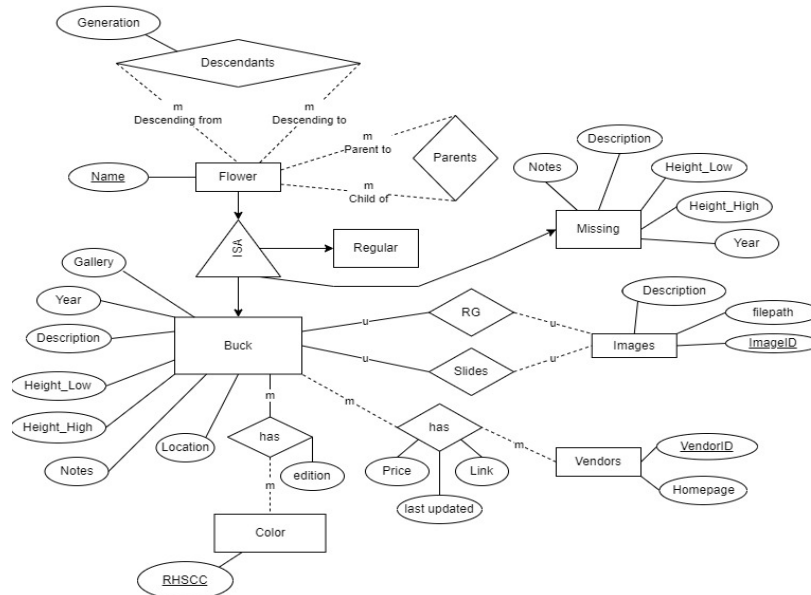 Generation
Descendants
m
Descending from
m
Descending to
m
Parent to
Parents
Name
Flower
m
Child of
Description
Notes
Height_Low
Height_High
Missing
Year
ISA
Regular
Gallery
Year
Description
Buck
Height_Low
Height_High
Notes
Location
u
RG
u
u
Slides
u
Description
filepath
Images
ImageID
m
has
edition
m
Color
RHSCC
m
has
Price
Link
last updated
m
Vendors
VendorID
Homepage